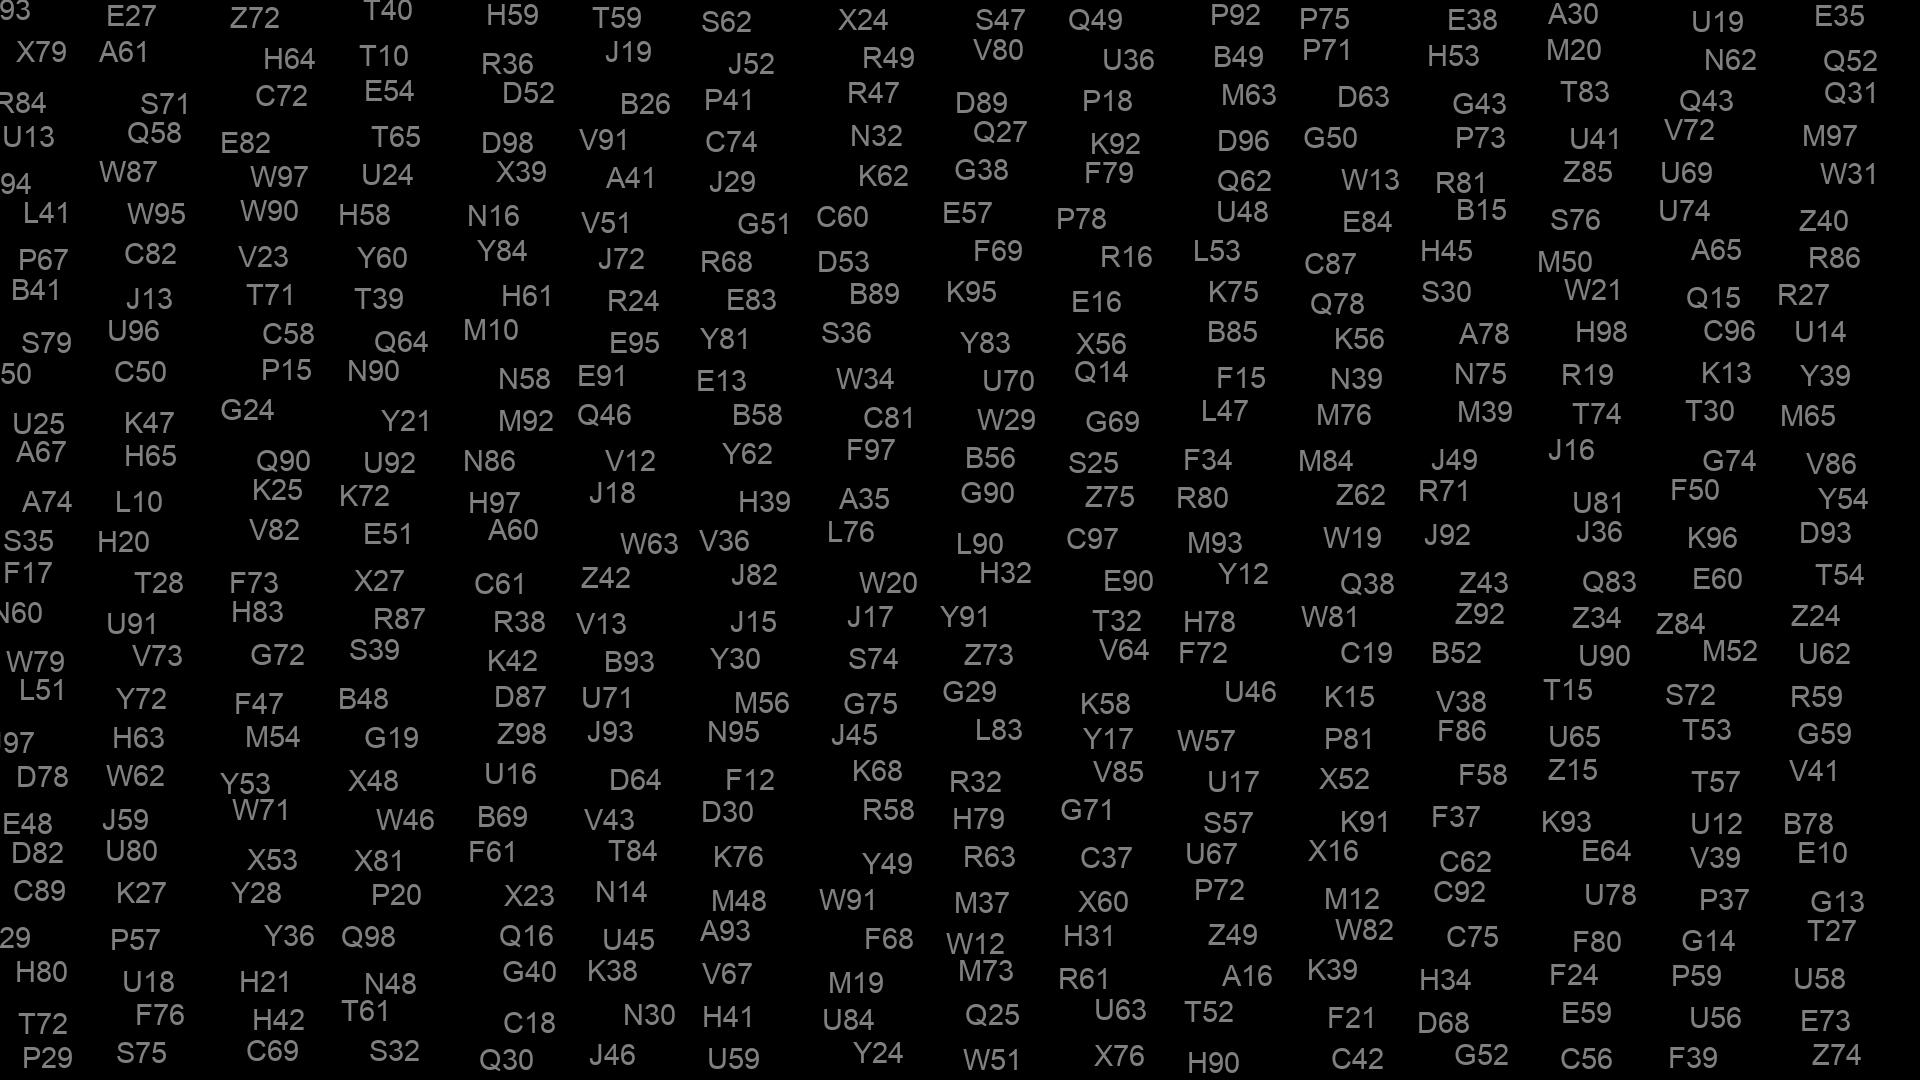 93 E27 Z72 T40 H59 T59 S62 X24 S47 Q49 P92 P75 E38 A30 U19 E35
X79 A61 H64 T10 R36 J19 J52 R49 V80 U36 B49 P71 H53 M20 N62 Q52
R84 S71 C72 E54 D52 B26 P41 R47 D89 P18 M63 D63 G43 T83 Q43 Q31
U13 Q58 E82 T65 D98 V91 C74 N32 Q27 K92 D96 G50 P73 U41 V72 M97
94 W87 W97 U24 X39 A41 J29 K62 G38 F79 Q62 W13 R81 Z85 U69 W31
L41 W95 W90 H58 N16 V51 G51 C60 E57 P78 U48 E84 B15 S76 U74 Z40
P67 C82 V23 Y60 Y84 J72 R68 D53 F69 R16 L53 C87 H45 M50 A65 R86
B41 J13 T71 T39 H61 R24 E83 B89 K95 E16 K75 Q78 S30 W21 Q15 R27
S79 U96 C58 Q64 M10 E95 Y81 S36 Y83 X56 B85 K56 A78 H98 C96 U14
50 C50 P15 N90 N58 E91 E13 W34 U70 Q14 F15 N39 N75 R19 K13 Y39
U25 K47 G24 Y21 M92 Q46 B58 C81 W29 G69 L47 M76 M39 T74 T30 M65
A67 H65 Q90 U92 N86 V12 Y62 F97 B56 S25 F34 M84 J49 J16 G74 V86
A74 L10 K25 K72 H97 J18 H39 A35 G90 Z75 R80 Z62 R71 U81 F50 Y54
S35 H20 V82 E51 A60 W63 V36 L76 L90 C97 M93 W19 J92 J36 K96 D93
F17 T28 F73 X27 C61 Z42 J82 W20 H32 E90 Y12 Q38 Z43 Q83 E60 T54
N60 U91 H83 R87 R38 V13 J15 J17 Y91 T32 H78 W81 Z92 Z34 Z84 Z24
W79 V73 G72 S39 K42 B93 Y30 S74 Z73 V64 F72 C19 B52 U90 M52 U62
L51 Y72 F47 B48 D87 U71 M56 G75 G29 K58 U46 K15 V38 T15 S72 R59
97 H63 M54 G19 Z98 J93 N95 J45 L83 Y17 W57 P81 F86 U65 T53 G59
D78 W62 Y53 X48 U16 D64 F12 K68 R32 V85 U17 X52 F58 Z15 T57 V41
E48 J59 W71 W46 B69 V43 D30 R58 H79 G71 S57 K91 F37 K93 U12 B78
D82 U80 X53 X81 F61 T84 K76 Y49 R63 C37 U67 X16 C62 E64 V39 E10
C89 K27 Y28 P20 X23 N14 M48 W91 M37 X60 P72 M12 C92 U78 P37 G13
29 P57 Y36 Q98 Q16 U45 A93 F68 W12 H31 Z49 W82 C75 F80 G14 T27
H80 U18 H21 N48 G40 K38 V67 M19 M73 R61 A16 K39 H34 F24 P59 U58
T72 F76 H42 T61 C18 N30 H41 U84 Q25 U63 T52 F21 D68 E59 U56 E73
P29 S75 C69 S32 Q30 J46 U59 Y24 W51 X76 H90 C42 G52 C56 F39 Z74